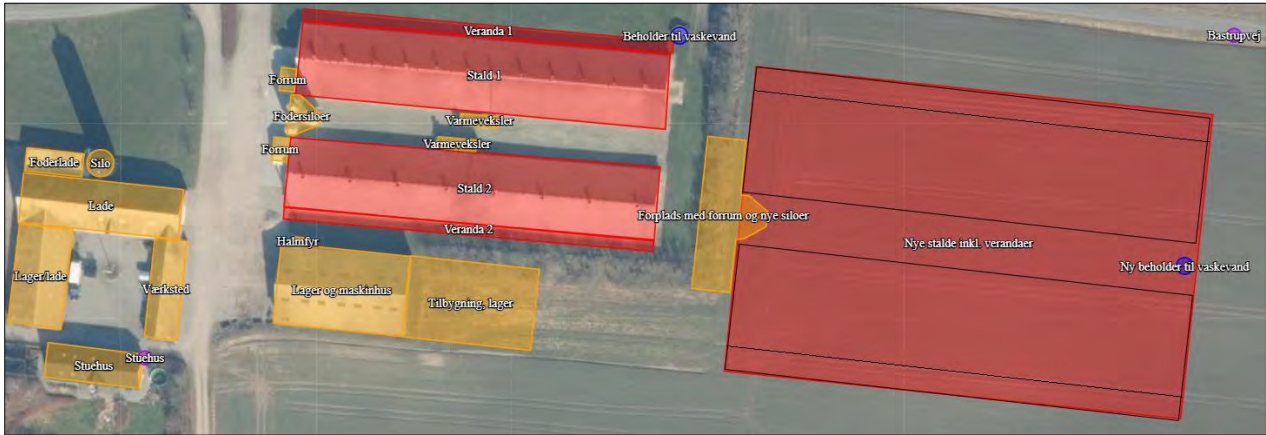 Veranda 1
Beholder til vaskevand
Bastrupvej
Forrum
Stald 1
Fodersiloer
Varmeveksler
Forrum
Varmeveksler
Foderlade
Silo
Stald 2
Lade
Forplads med forrum og nye siloer
Veranda 2
Halmfyr
Nye stalde inkl. verandaer
Ny beholder til vaskevand
Lager/lade
Værksted
Lager og maskinhus
Tilbygning, lager
Stuehus
Stuehus